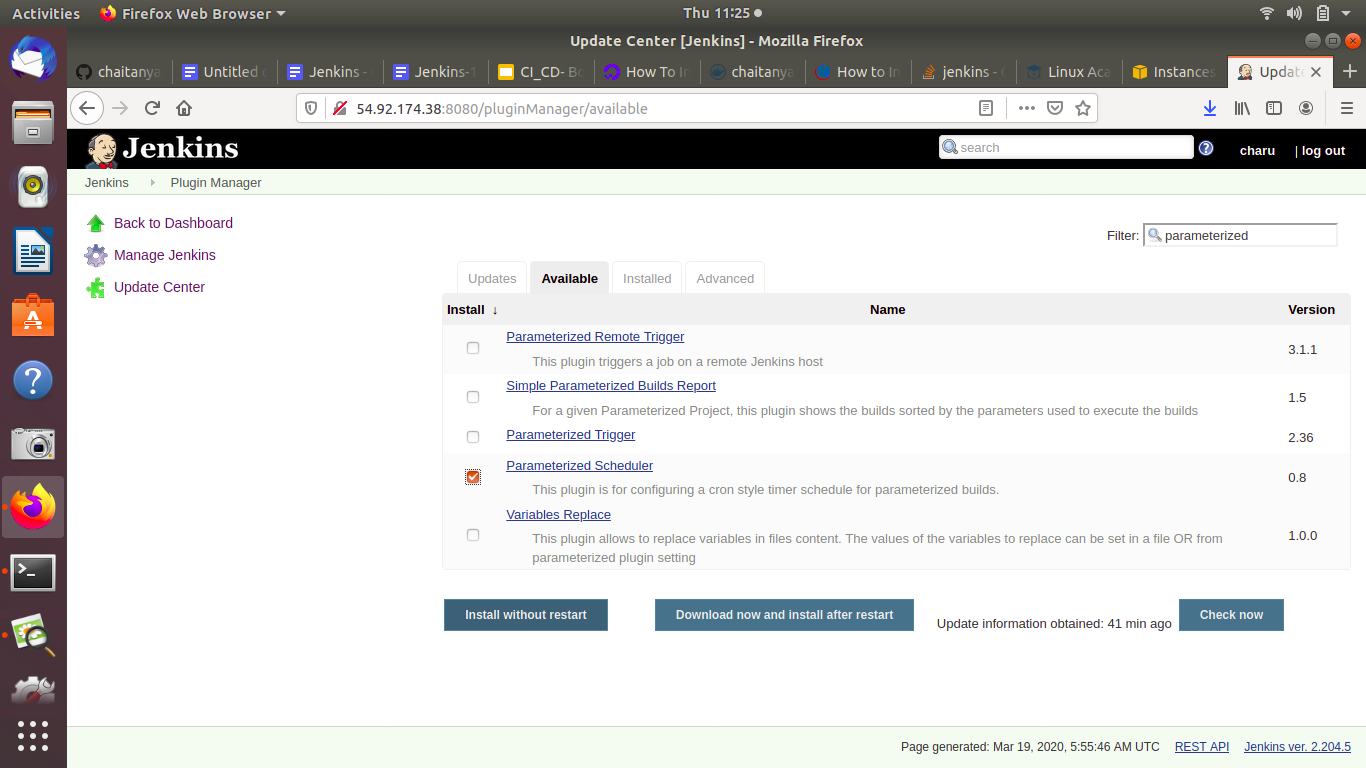 Activities Firefox Web Browser Thu 11:25
Update Center [Jenkins] - Mozilla Firefox
chaitanya Untitled Jenkins - Jenkins-1 CI_CD- Bo How To In chaitanya How to In jenkins - Linux Aca Instances Update
54.92.174.38:8080/pluginManager/available
Jenkins search charu | log out
Jenkins Plugin Manager
Back to Dashboard
Manage Jenkins
Update Center
Filter: parameterized
Updates Available Installed Advanced
Install ↓ Name Version
Parameterized Remote Trigger
This plugin triggers a job on a remote Jenkins host
3.1.1
Simple Parameterized Builds Report
For a given Parameterized Project, this plugin shows the builds sorted by the parameters used to execute the builds
1.5
Parameterized Trigger 2.36
Parameterized Scheduler
This plugin is for configuring a cron style timer schedule for parameterized builds.
0.8
Variables Replace
This plugin allows to replace variables in files content. The values of the variables to replace can be set in a file OR from
parameterized plugin setting
1.0.0
Install without restart Download now and install after restart Update information obtained: 41 min ago Check now
Page generated: Mar 19, 2020, 5:55:46 AM UTC REST API Jenkins ver. 2.204.5